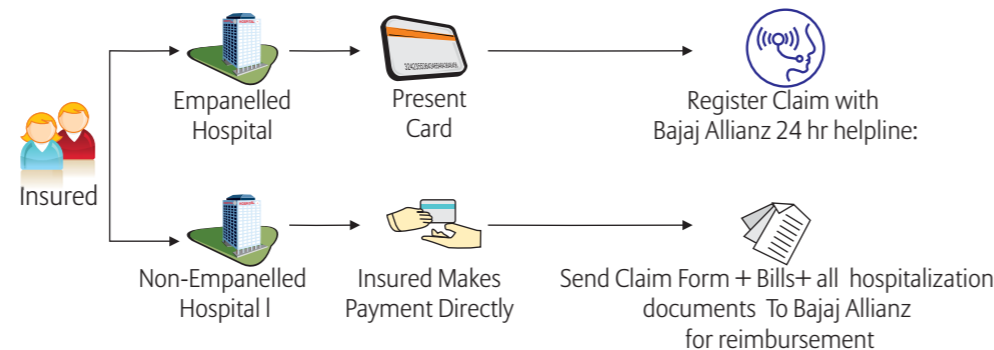 Insured
Empanelled
Hospital
Present
Card
Register Claim with
Bajaj Allianz 24 hr helpline:
Non-Empanelled
Hospital l
Insured Makes
Payment Directly
Send Claim Form + Bills+ all hospitalization
documents To Bajaj Allianz
for reimbursement